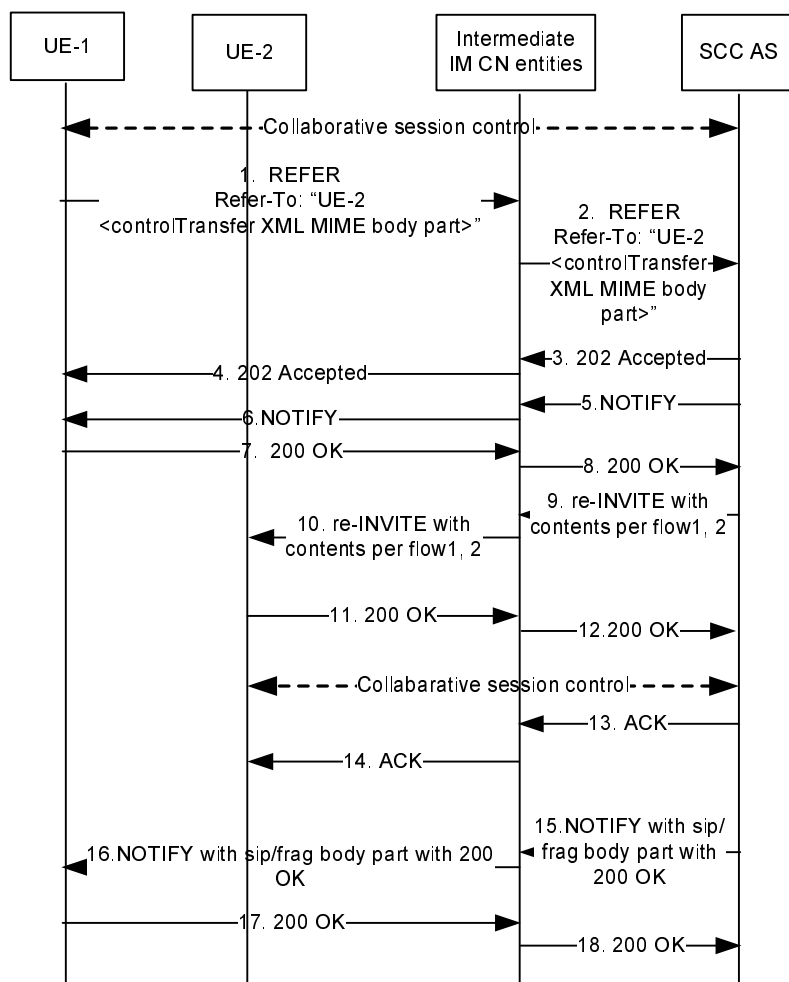 UE-1
UE-2
Intermediate
IM CN entities
SCC AS
Collaborative session control
1. REFER
Refer-To: “UE-2
<controlTransfer XML MIME body part>”
2. REFER
Refer-To: “UE-2
<controlTransfer
XML MIME body
part>”
3. 202 Accepted
4. 202 Accepted
5.NOTIFY
6.NOTIFY
7. 200 OK
8. 200 OK
9. re-INVITE with
contents per flow1, 2
10. re-INVITE with
contents per flow1, 2
11. 200 OK
12.200 OK
Collabarative session control
13. ACK
14. ACK
15.NOTIFY with sip/
frag body part with
200 OK
16.NOTIFY with sip/frag body part with 200
OK
17. 200 OK
18. 200 OK